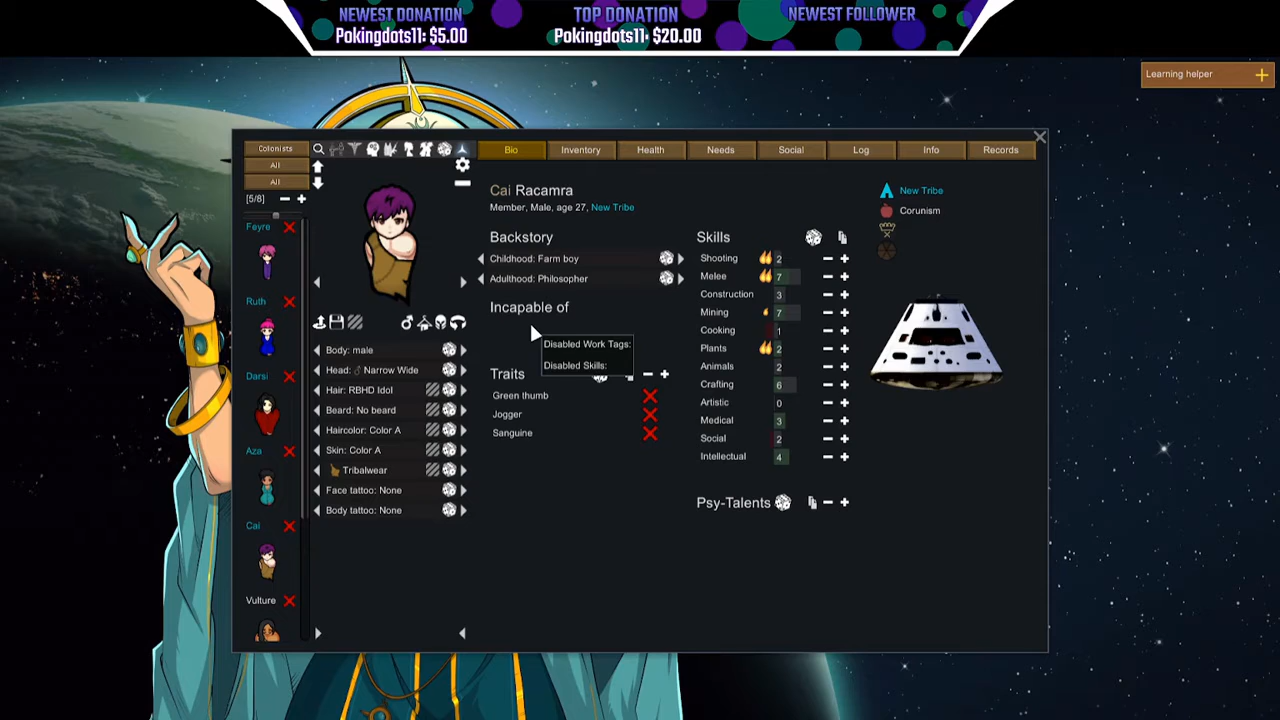 NEWEST DONATION
Pokingdots11: $5.00
TOP DONATION
Pokingdots11: $20.00
NEWEST FOLLOWER
Learning helper
Colonists
All
All
[5/8]
Feyre
Ruth
Darsi
Aza
Cai
Vulture
Body: male
Head: ♂ Narrow Wide
Hair: RBHD Idol
Beard: No beard
Haircolor: Color A
Skin: Color A
Tribalwear
Face tattoo: None
Body tattoo: None
Bio Inventory Health Needs Social Log Info Records
Cai Racamra
Member, Male, age 27, New Tribe
Backstory
Childhood: Farm boy
Adulthood: Philosopher
Incapable of
Disabled Work Tags:
Disabled Skills:
Traits
Green thumb
Jogger
Sanguine
Skills
Shooting 2
Melee 7
Construction 3
Mining 7
Cooking 1
Plants 2
Animals 2
Crafting 6
Artistic 0
Medical 3
Social 2
Intellectual 4
Psy-Talents
New Tribe
Corunism